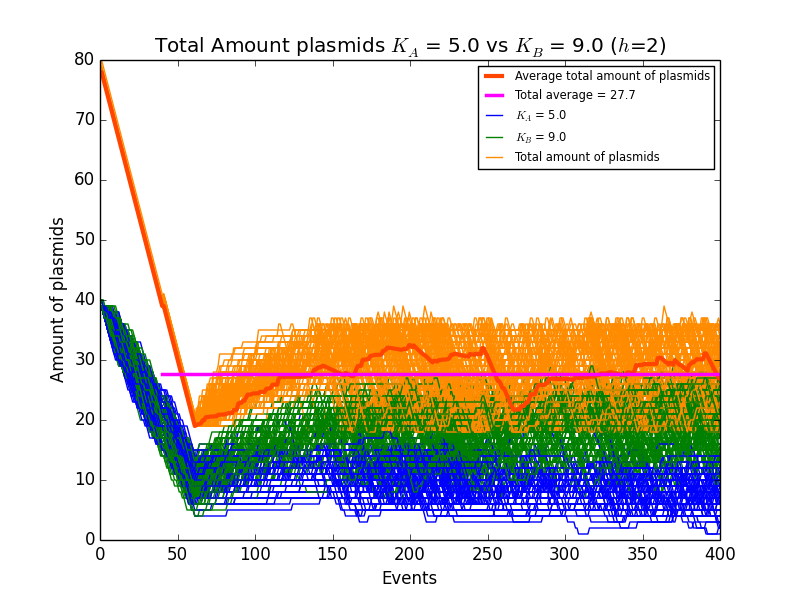 Total Amount plasmids K_A = 5.0 vs K_B = 9.0 (h=2)
Average total amount of plasmids
Total average = 27.7
K_A = 5.0
K_B = 9.0
Total amount of plasmids
Amount of plasmids
80
70
60
50
40
30
20
10
0
0 50 100 150 200 250 300 350 400
Events